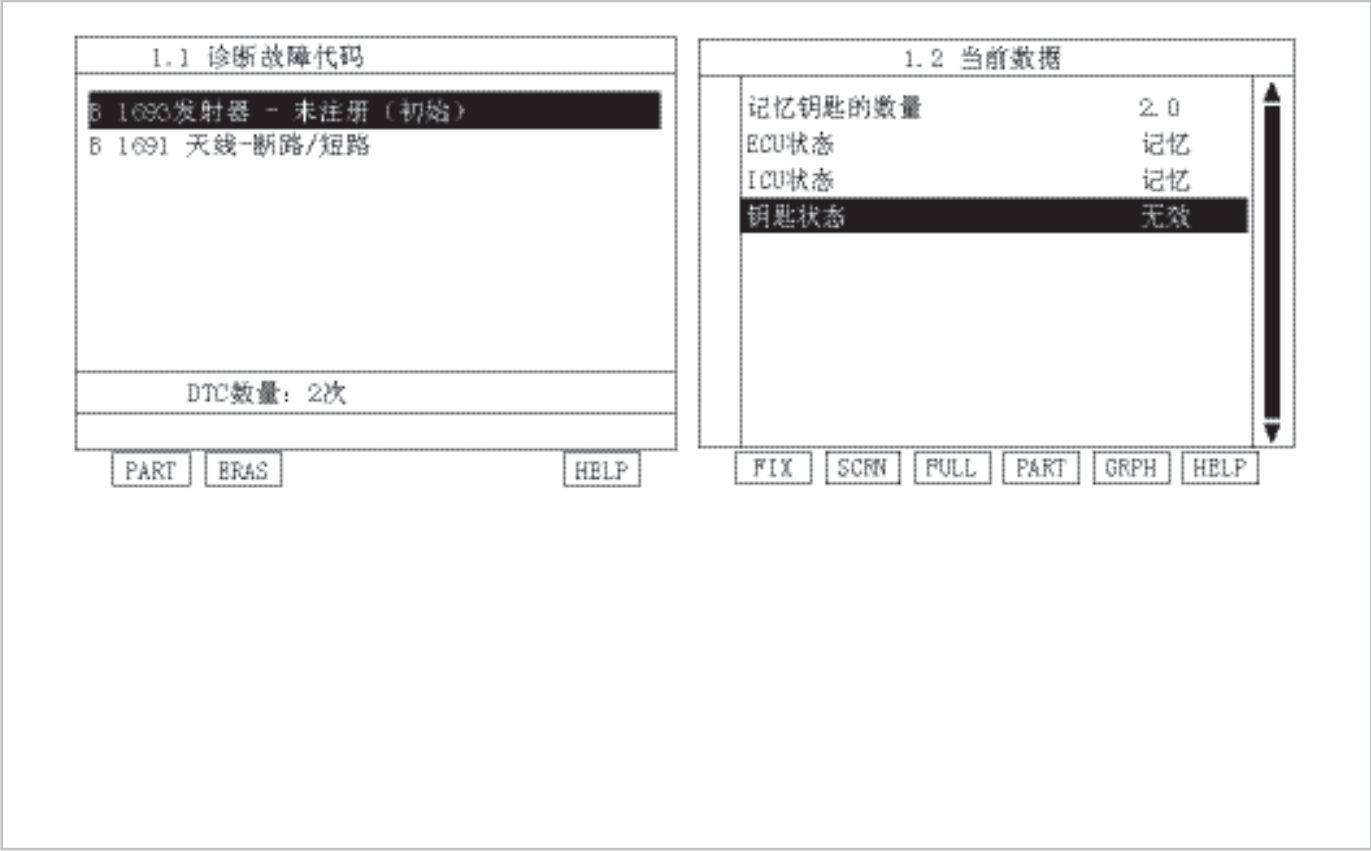 1.1 诊断故障代码
B 1693发射器 - 未注册（初始）
B 1691 天线-断路/短路
DTC数量：2次
PART ERAS HELP
1.2 当前数据
记忆钥匙的数量 2.0
ECU状态 记忆
ICU状态 记忆
钥匙状态 无效
FIX SCRN FULL PART GRPH HELP